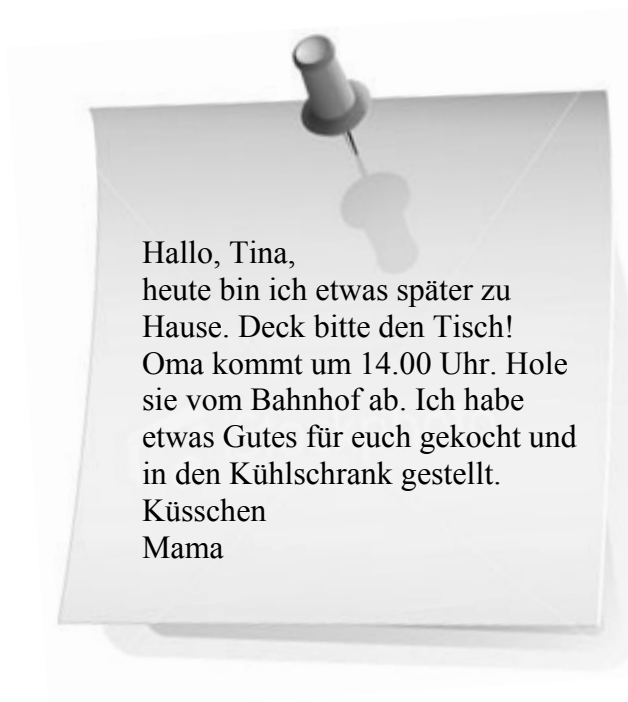 Hallo, Tina,
heute bin ich etwas später zu
Hause. Deck bitte den Tisch!
Oma kommt um 14.00 Uhr. Hole
sie vom Bahnhof ab. Ich habe
etwas Gutes für euch gekocht und
in den Kühlschrank gestellt.
Küsschen
Mama